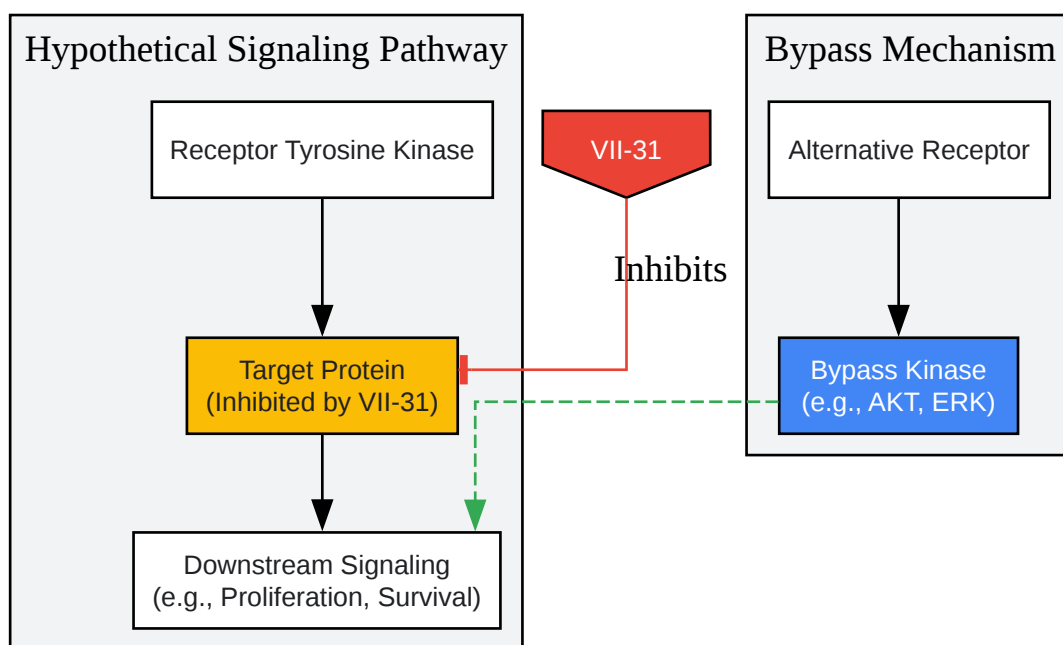 Hypothetical Signaling Pathway
Bypass Mechanism
Receptor Tyrosine Kinase
VII-31
Alternative Receptor
Inhibits
Target Protein
(Inhibited by VII-31)
Bypass Kinase
(e.g., AKT, ERK)
Downstream Signaling
(e.g., Proliferation, Survival)